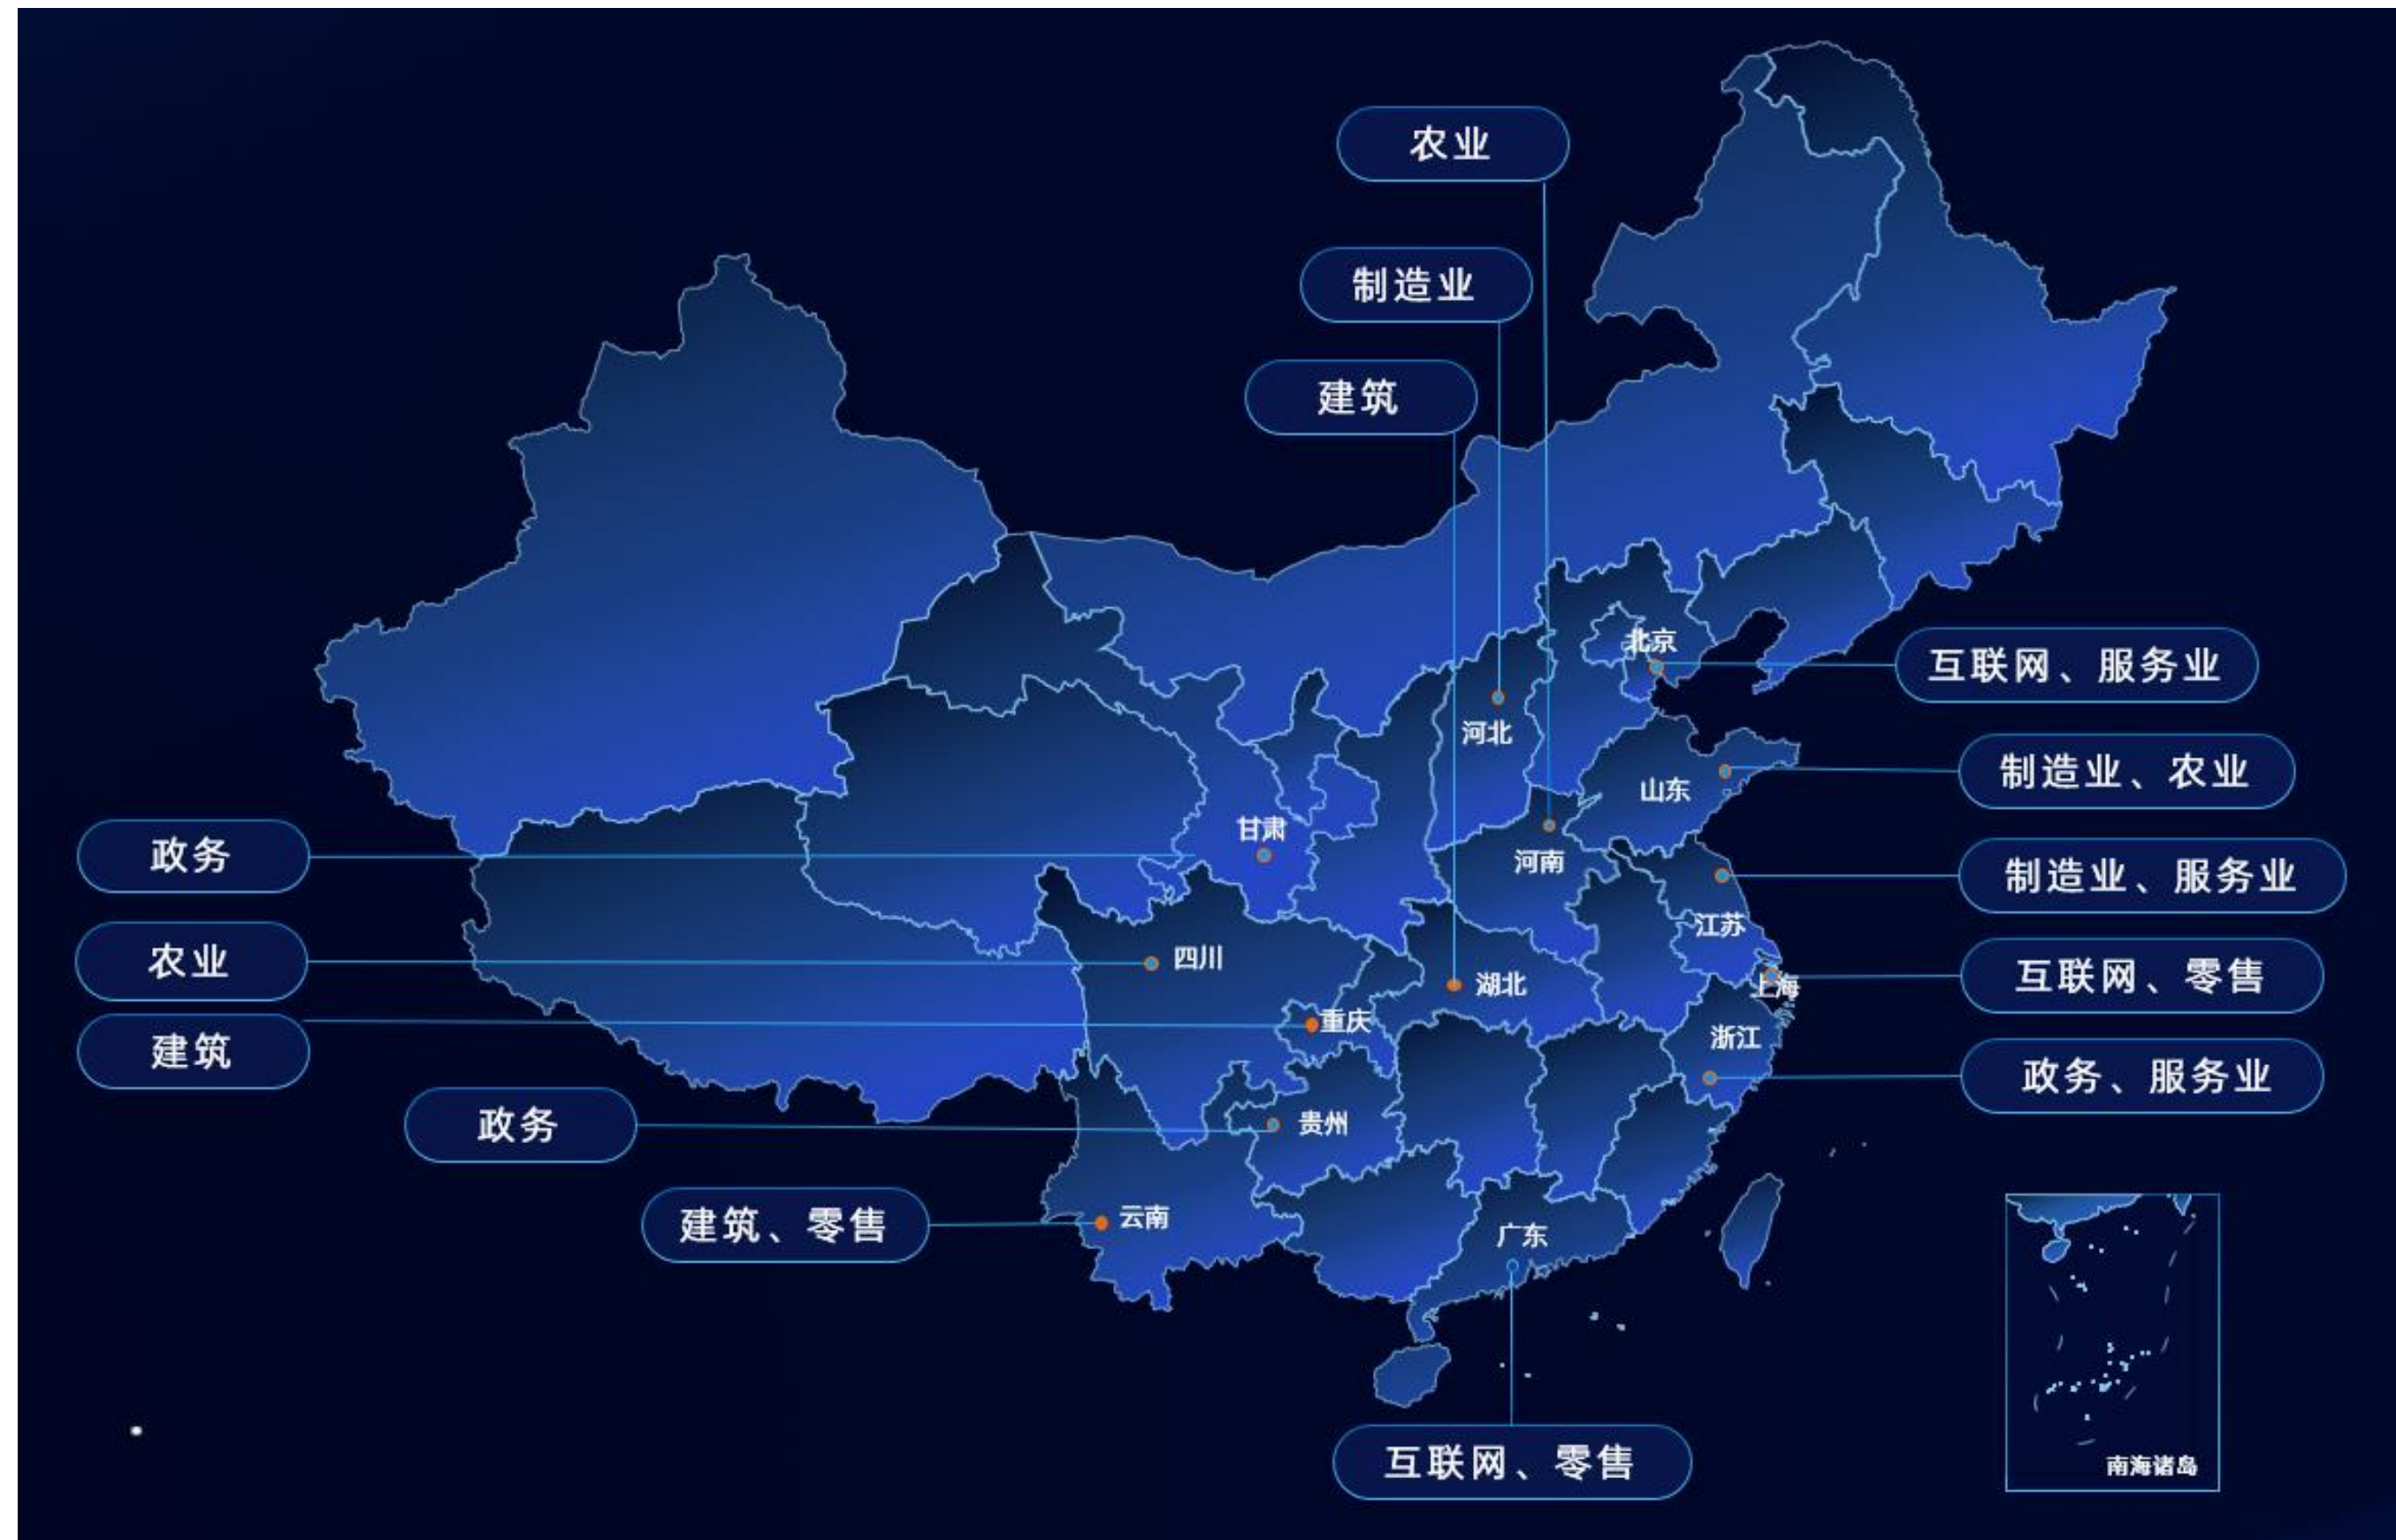 农业
制造业
建筑
北京
互联网、服务业
河北
制造业、农业
山东
甘肃
政务
河南
制造业、服务业
江苏
四川
农业
湖北
上海
互联网、零售
重庆
建筑
浙江
政务、服务业
贵州
政务
云南
建筑、零售
广东
互联网、零售
南海诸岛